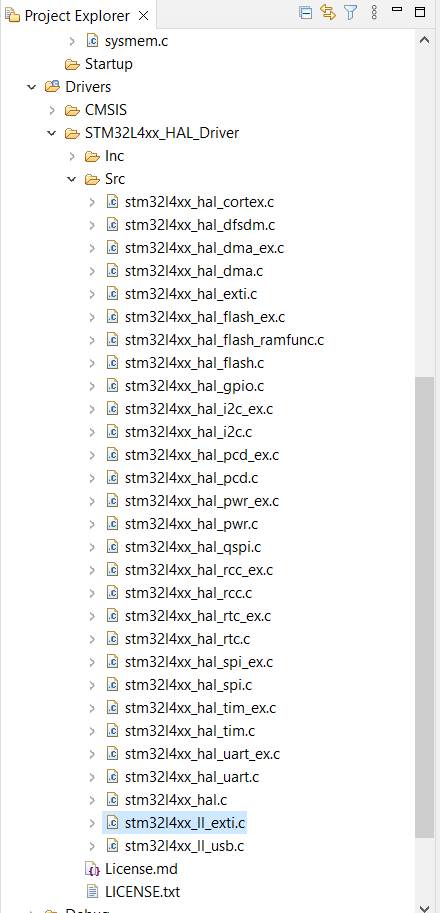 Project Explorer
sysmem.c
Startup
Drivers
CMSIS
STM32L4xx_HAL_Driver
Inc
Src
stm32l4xx_hal_cortex.c
stm32l4xx_hal_dfsdm.c
stm32l4xx_hal_dma_ex.c
stm32l4xx_hal_dma.c
stm32l4xx_hal_exti.c
stm32l4xx_hal_flash_ex.c
stm32l4xx_hal_flash_ramfunc.c
stm32l4xx_hal_flash.c
stm32l4xx_hal_gpio.c
stm32l4xx_hal_i2c_ex.c
stm32l4xx_hal_i2c.c
stm32l4xx_hal_pcd_ex.c
stm32l4xx_hal_pcd.c
stm32l4xx_hal_pwr_ex.c
stm32l4xx_hal_pwr.c
stm32l4xx_hal_qspi.c
stm32l4xx_hal_rcc_ex.c
stm32l4xx_hal_rcc.c
stm32l4xx_hal_rtc_ex.c
stm32l4xx_hal_rtc.c
stm32l4xx_hal_spi_ex.c
stm32l4xx_hal_spi.c
stm32l4xx_hal_tim_ex.c
stm32l4xx_hal_tim.c
stm32l4xx_hal_uart_ex.c
stm32l4xx_hal_uart.c
stm32l4xx_hal.c
stm32l4xx_ll_exti.c
stm32l4xx_ll_usb.c
License.md
LICENSE.txt
Debug